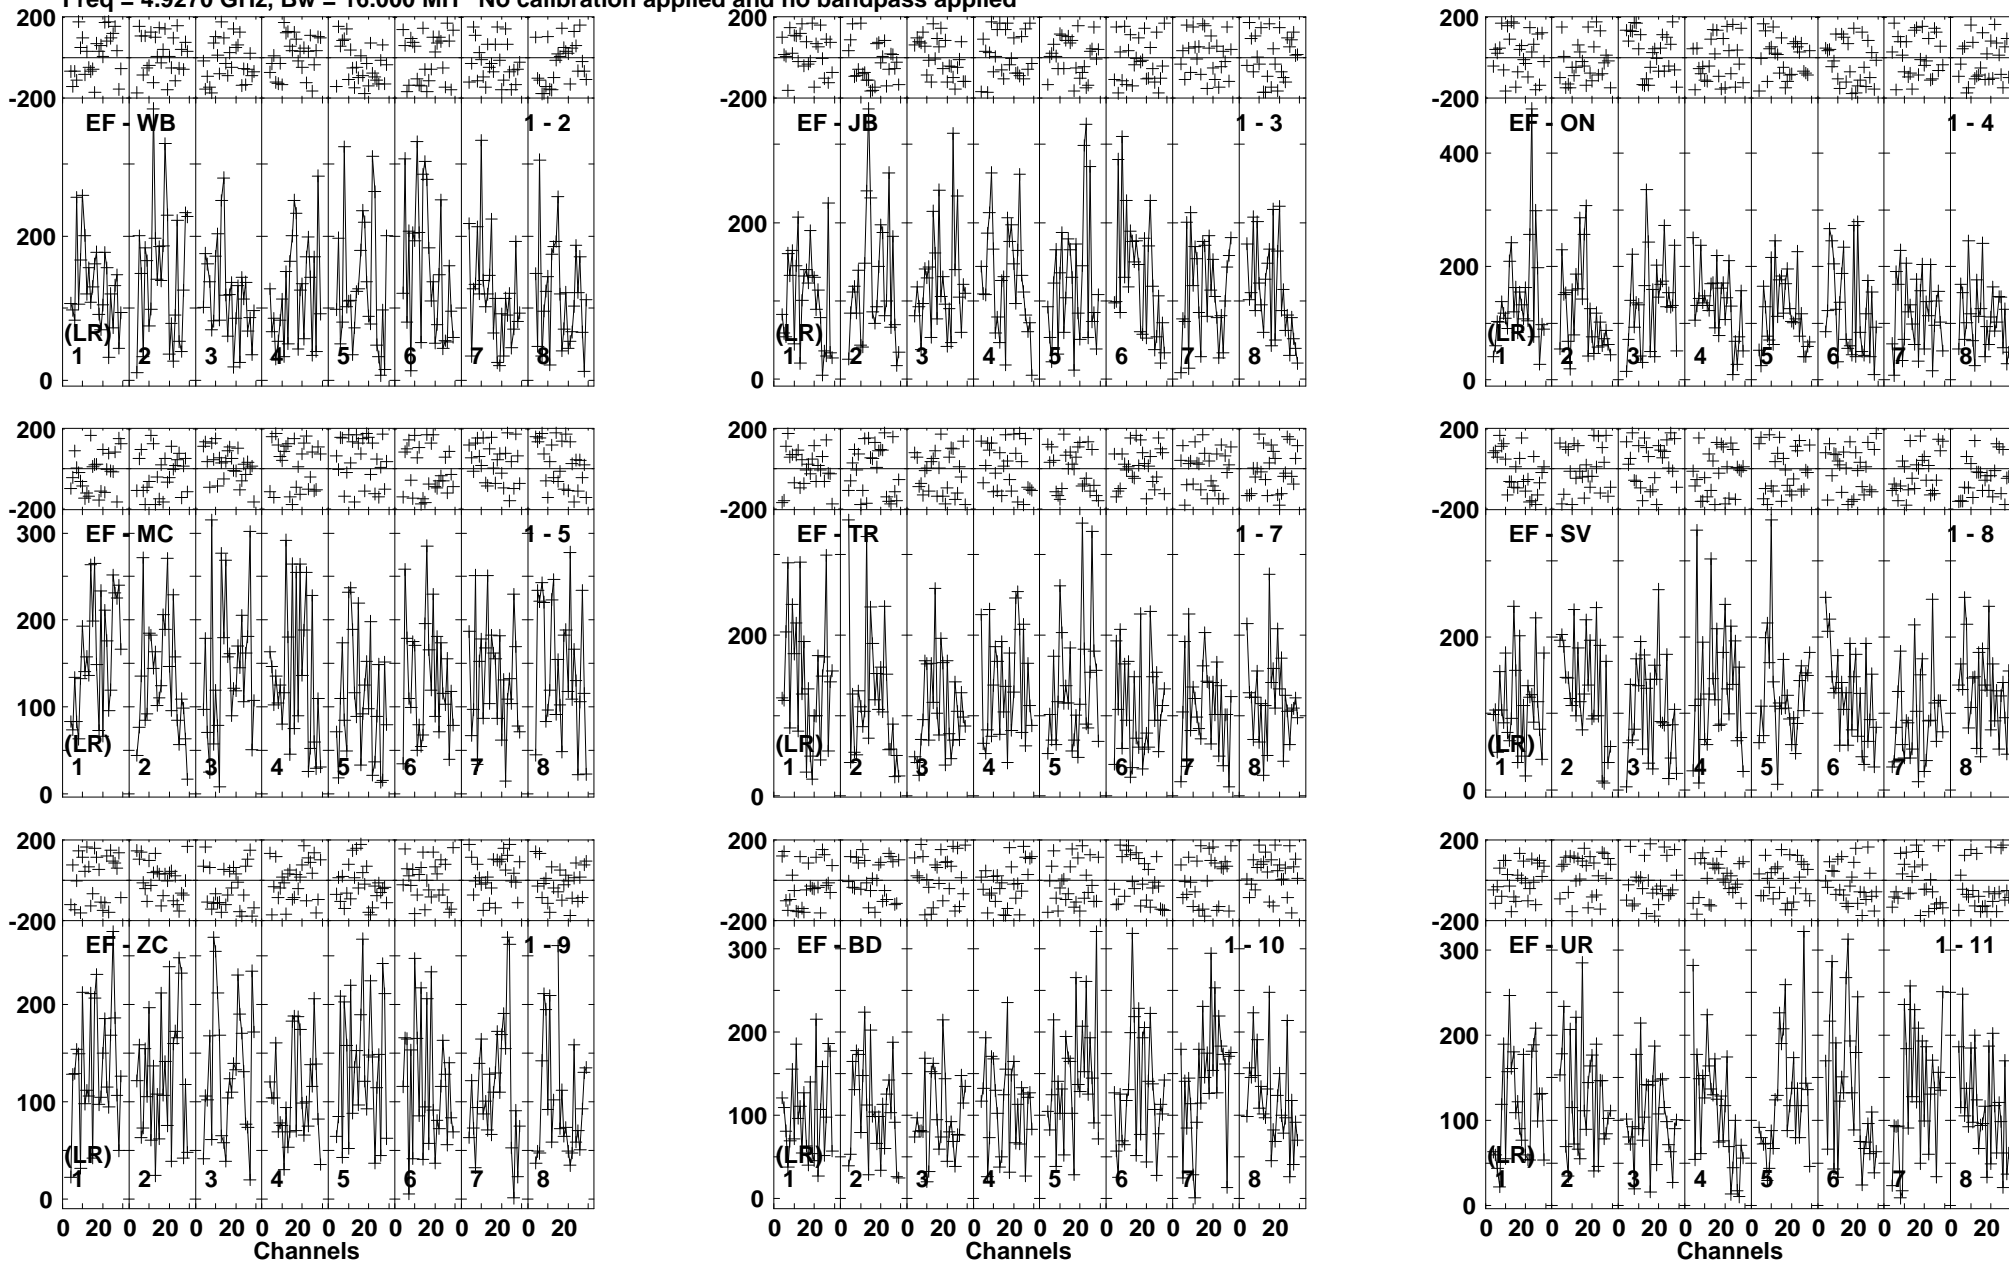 Freq = 4.9270 GHz, Bw = 16.000 MH No calibration applied and no bandpass applied
200 200 200
-200 -200 -200
EF - WB 1 - 2 EF - JB 1 - 3 EF - ON 1 - 4
400
200 200 200
(LR) (LR) (LR)
1 2 3 4 5 6 7 8 1 2 3 4 5 6 7 8 1 2 3 4 5 6 7 8
0 0 0
200 200 200
-200 -200 -200
EF - MC 1 - 5 EF - TR 1 - 7 EF - SV 1 - 8
300
200 200 200
100
(LR) (LR) (LR)
1 2 3 4 5 6 7 8 1 2 3 4 5 6 7 8 1 2 3 4 5 6 7 8
0 0 0
200 200 200
-200 -200 -200
EF - ZC 1 - 9 EF - BD 1 - 10 EF - UR 1 - 11
300 300
200 200 200
100 100 100
(LR) (LR) (LR)
1 2 3 4 5 6 7 8 1 2 3 4 5 6 7 8 1 2 3 4 5 6 7 8
0 0 0
0 20 0 20 0 20 0 20 0 20 0 20 0 20 0 20 0 20 0 20 0 20 0 20 0 20 0 20 0 20 0 20 0 20 0 20 0 20 0 20 0 20 0 20 0 20 0 20
Channels Channels Channels